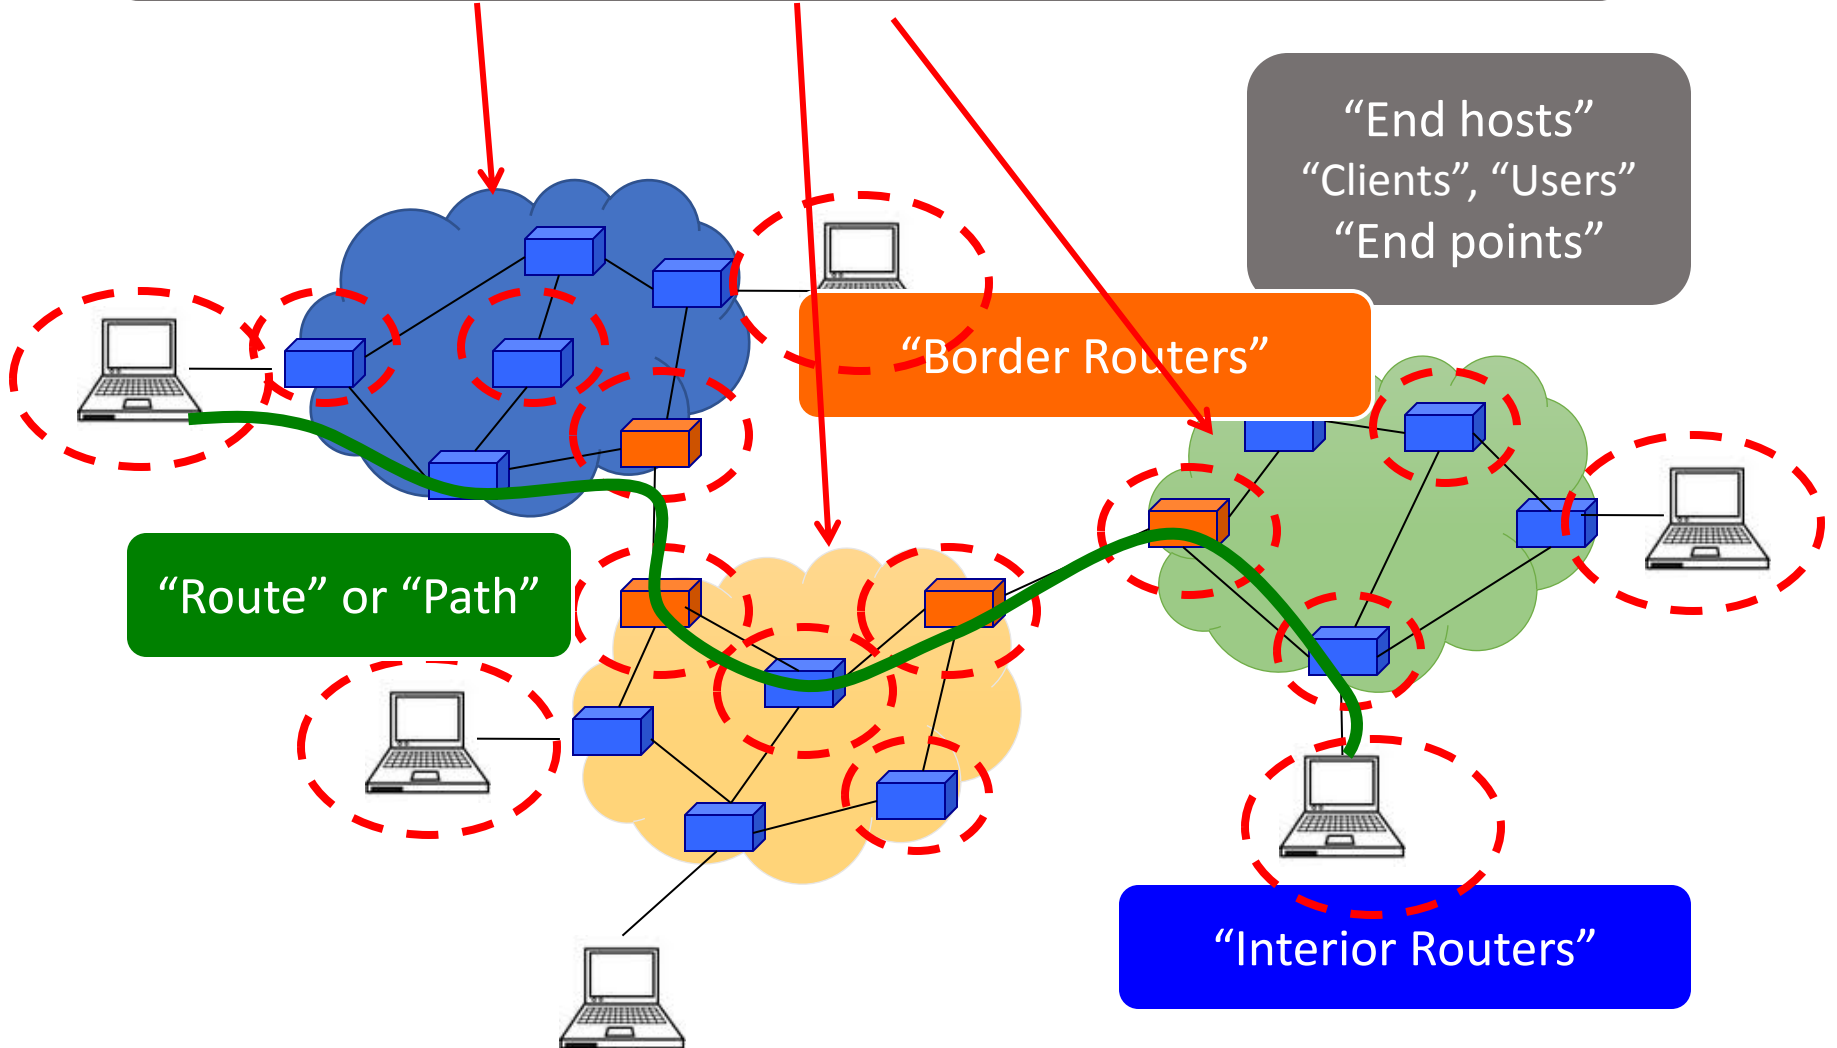 “End hosts”
“Clients”, “Users”
“End points”
“Border Routers”
“Route” or “Path”
“Interior Routers”